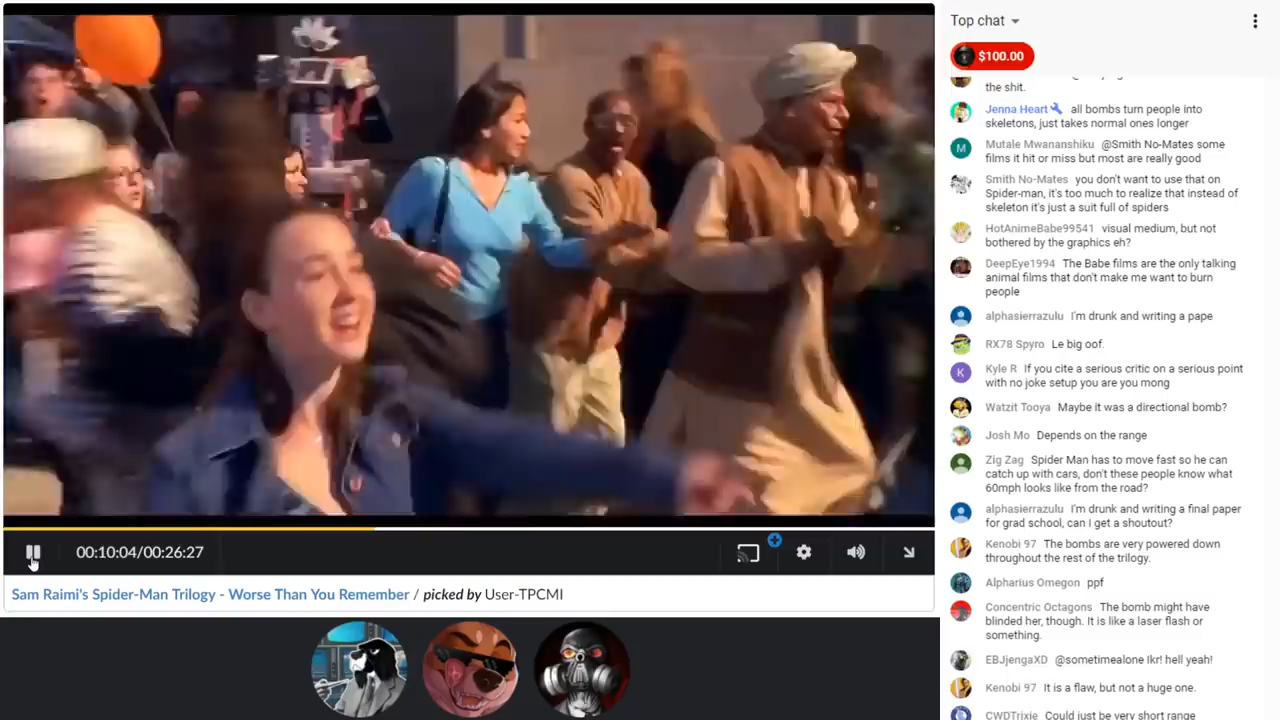 Top chat
$100.00
the shit.
Jenna Heart all bombs turn people into
skeletons, just takes normal ones longer
Mutale Mwananshiku @Smith No-Mates some
films it hit or miss but most are really good
Smith No-Mates you don't want to use that on
Spider-man, it's too much to realize that instead of
skeleton it's just a suit full of spiders
HotAnimeBabe99541 visual medium, but not
bothered by the graphics eh?
DeepEye1994 The Babe films are the only talking
animal films that don't make me want to burn
people
alphasierrazulu I'm drunk and writing a pape
RX78 Spyro Le big oof.
K
Kyle R If you cite a serious critic on a serious point
with no joke setup you are you mong
Watzit Tooya Maybe it was a directional bomb?
Josh Mo Depends on the range
Zig Zag Spider Man has to move fast so he can
catch up with cars, don't these people know what
60mph looks like from the road?
alphasierrazulu I'm drunk and writing a final paper
for grad school, can I get a shoutout?
Kenobi 97 The bombs are very powered down
throughout the rest of the trilogy.
Alpharius Omegon ppf
Concentric Octagons The bomb might have
blinded her, though. It is like a laser flash or
something.
EBJjengaXD @sometimealone Ikr! hell yeah!
Kenobi 97 It is a flaw, but not a huge one.
CWDTrixie Could just be very short range
M
00:10:04/00:26:27
Sam Raimi's Spider-Man Trilogy - Worse Than You Remember / picked by User-TPCMI